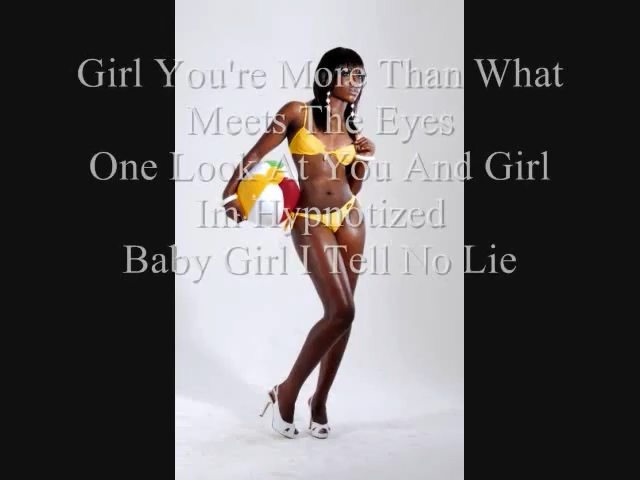 Girl You're More Than What
Meets The Eyes
One Look At You And Girl
Im Hypnotized
Baby Girl I Tell No Lie